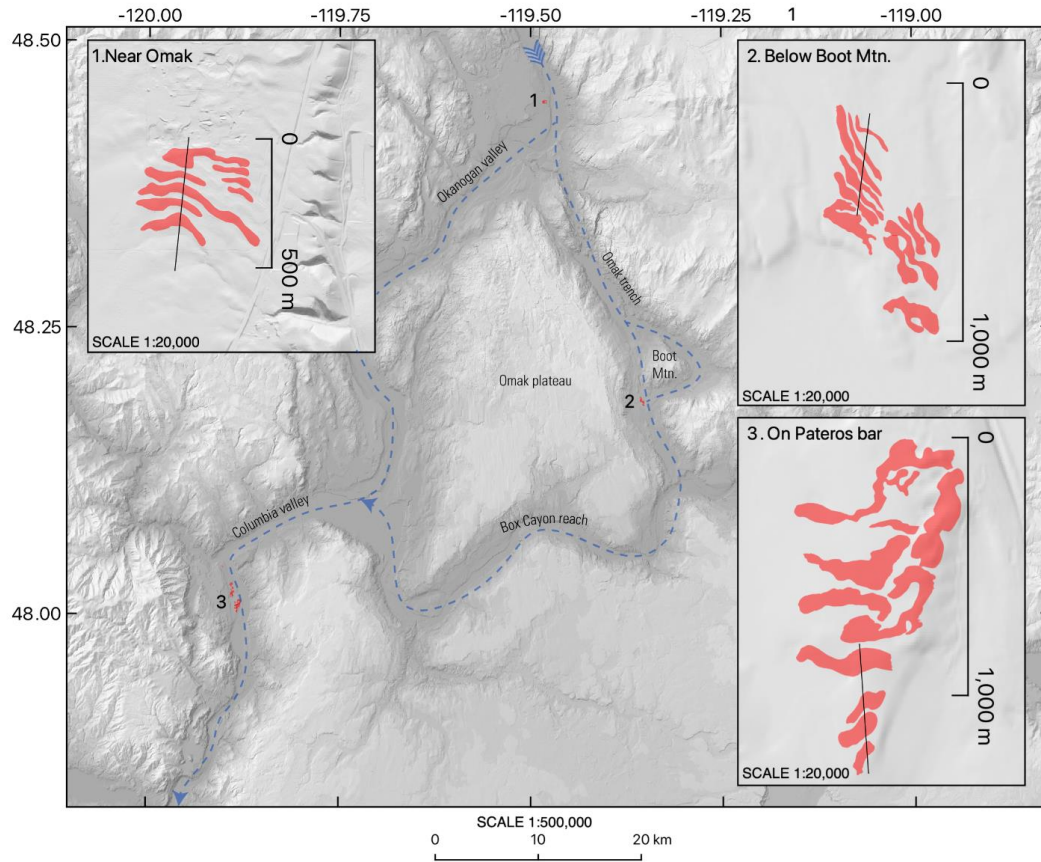 -120.00 -119.75 -119.50 -119.25 1 -119.00
48.50
48.25
48.00
1.Near Omak
0
500 m
SCALE 1:20,000
2. Below Boot Mtn.
0
1,000 m
SCALE 1:20,000
3. On Pateros bar
0
1,000 m
SCALE 1:20,000
1
Okanogan valley
Omak trench
Boot
Mtn.
Omak plateau
2
Columbia valley
Box Cayon reach
3
SCALE 1:500,000
0 10 20 km